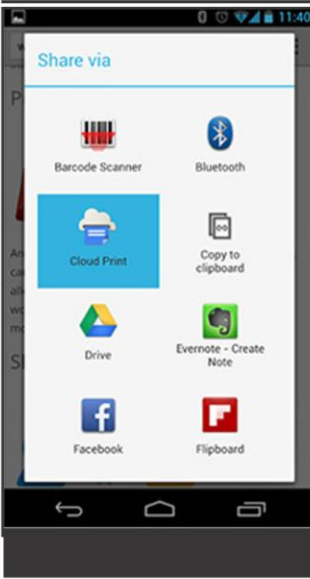 11:40
Share via
Barcode Scanner
Bluetooth
Cloud Print
Copy to
clipboard
Drive
Evernote - Create
Note
Facebook
Flipboard